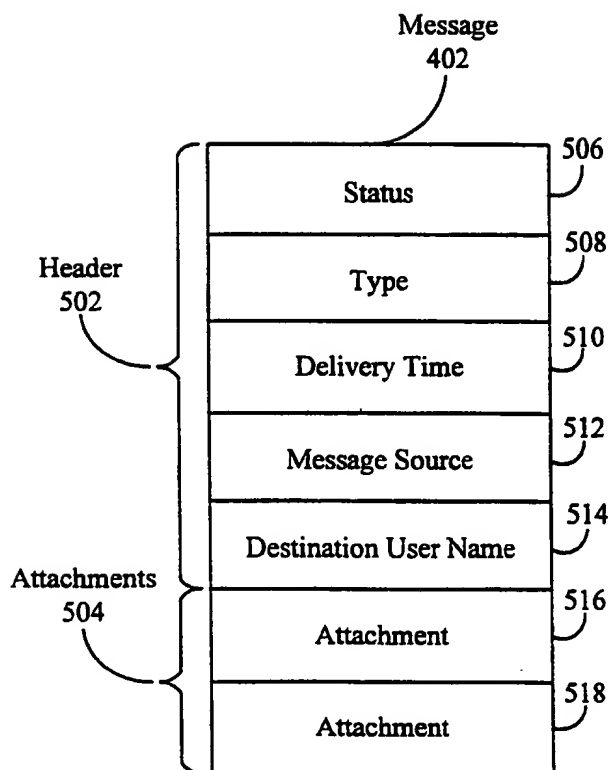 Message
402
506
Status
508
Type
Header
502
510
Delivery Time
512
Message Source
514
Destination User Name
Attachments
504
516
Attachment
518
Attachment